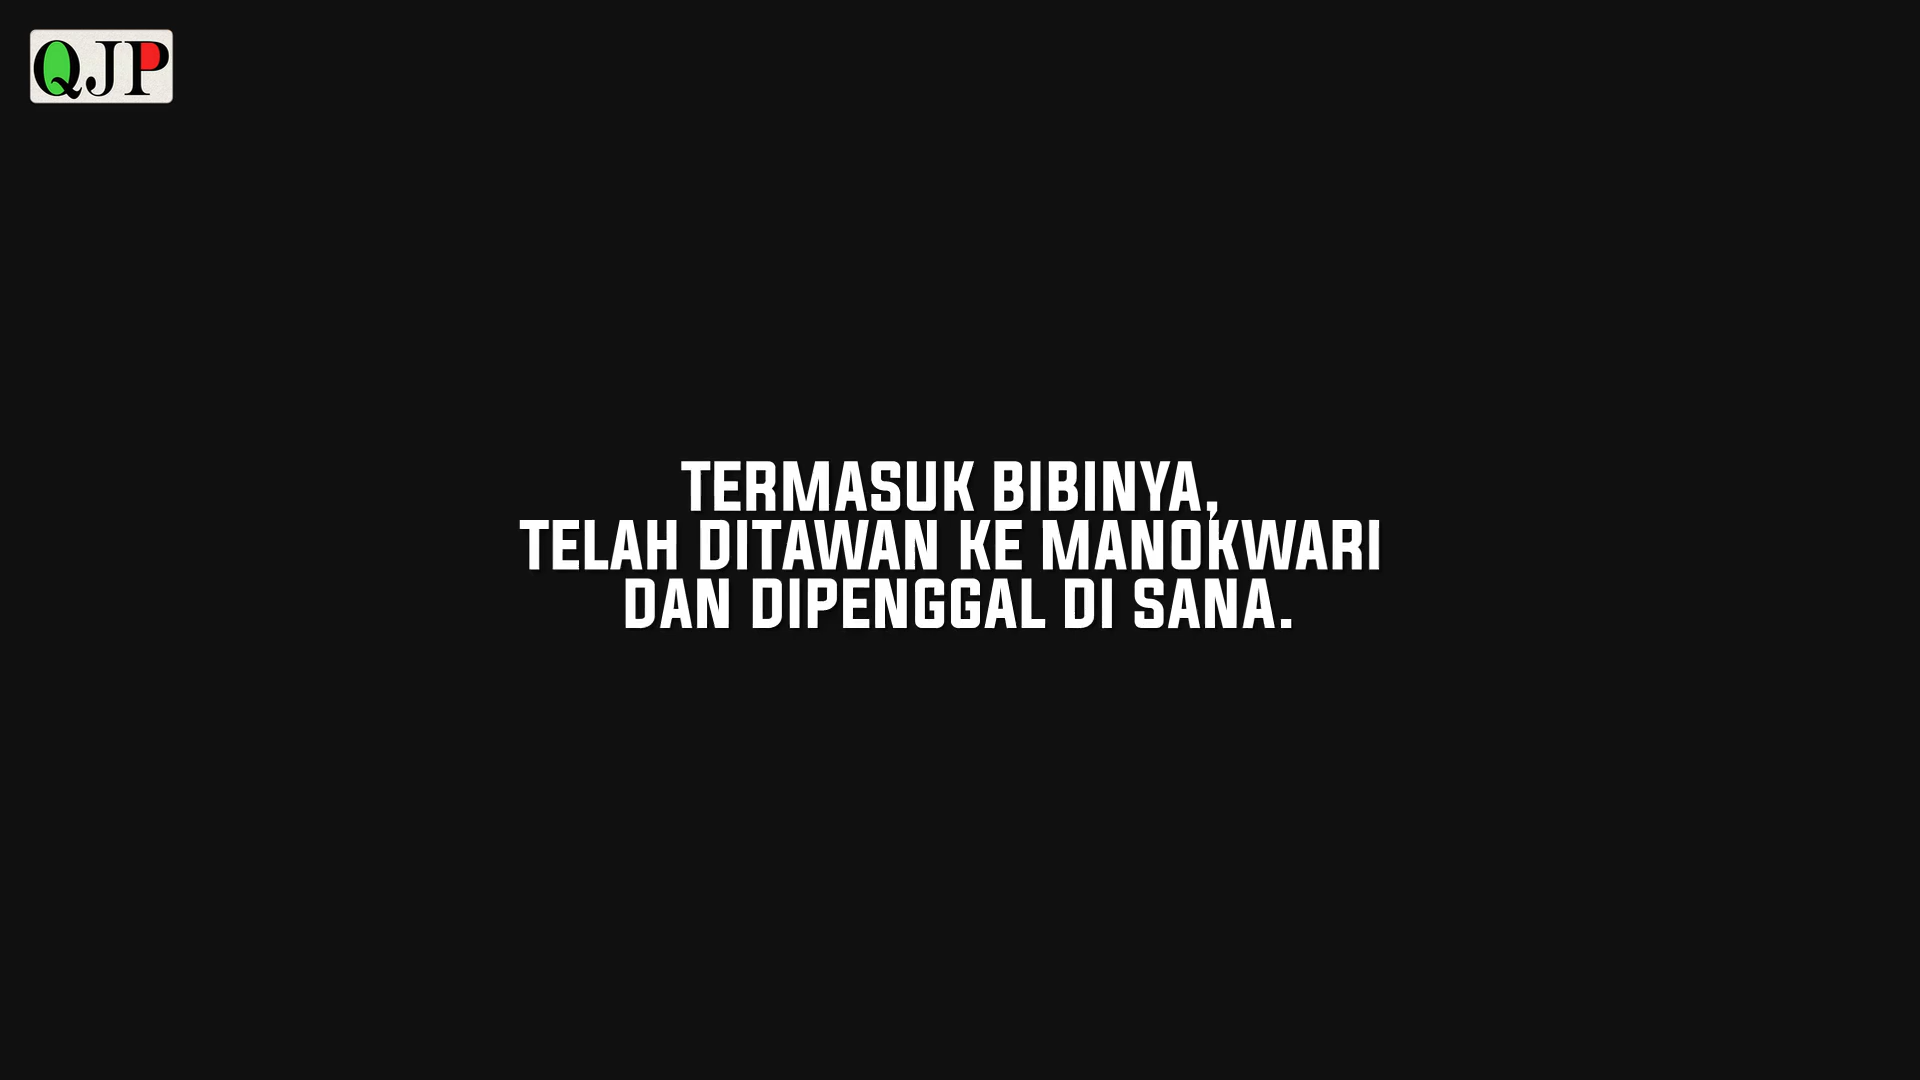 QJP
TERMASUK BIBINYA,
TELAH DITAWAN KE MANOKWARI
DAN DIPENGGAL DI SANA.